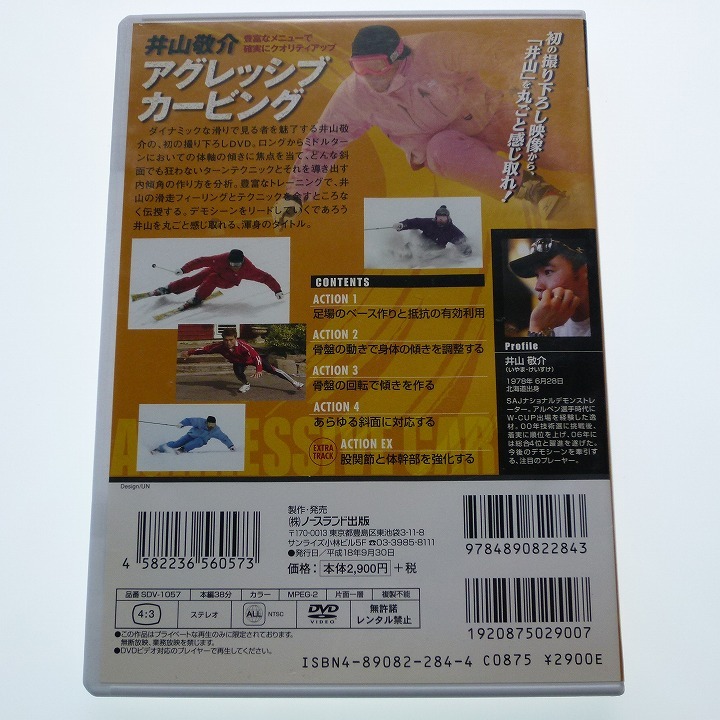 井山敬介
豊富なメニューで
確実にクオリティアップ
アグレッシブ
カービング
初の撮り下ろし映像から、
「井山」を丸ごと感じ取れ!
ダイナミックな滑りで見る者を魅了する井山敬
介の、初の撮り下ろしDVD。ロングからミドルター
ンにおいての体軸の傾きに焦点を当て、どんな斜
面でも狂わないターンテクニックとそれを導き出す
内傾角の作り方を分析。豊富なトレーニングで、井
山の滑走フィーリングとテクニックを余すところな
く伝授する。デモシーンをリードしていくであろう
井山を丸ごと感じ取れる、渾身のタイトル。
CONTENTS
ACTION 1
足場のベース作りと抵抗の有効利用
ACTION 2
骨盤の動きで身体の傾きを調整する
ACTION 3
骨盤の回転で傾きを作る
ACTION 4
あらゆる斜面に対応する
EXTRA
TRACK
ACTION EX
股関節と体幹部を強化する
Profile
井山 敬介
(いやま・けいすけ)
1978年 6月28日
北海道出身
SAJナショナルデモンストレ
ーター。アルペン選手時代に
W-CUP出場を経験した逸
材。00年技術選に挑戦後、
着実に順位を上げ、06年に
は総合4位と躍進を遂げた。
今後のデモシーンを牽引す
る、注目のプレーヤー。
Design/UN
4 582236 560573
製作・発売
(株)ノースランド出版
〒170-0013 東京都豊島区東池袋3-11-8
サンライズ小林ビル5F ☎03-3985-8111
●発行日/平成18年9月30日
価格: 本体2,900円 +税
9784890822843
1920875029007
品番 SDV-1057 本編38分 カラー MPEG-2 片面一層 複製不能
4:3 ステレオ ALL NTSC DVD VIDEO 無許諾
レンタル禁止
●この作品はプライベートな再生のみに限定されております。
無断放映、業務放映を禁じます。
●DVDビデオ対応のプレイヤーで再生してください。
ISBN4-89082-284-4 C0875 ¥2900E